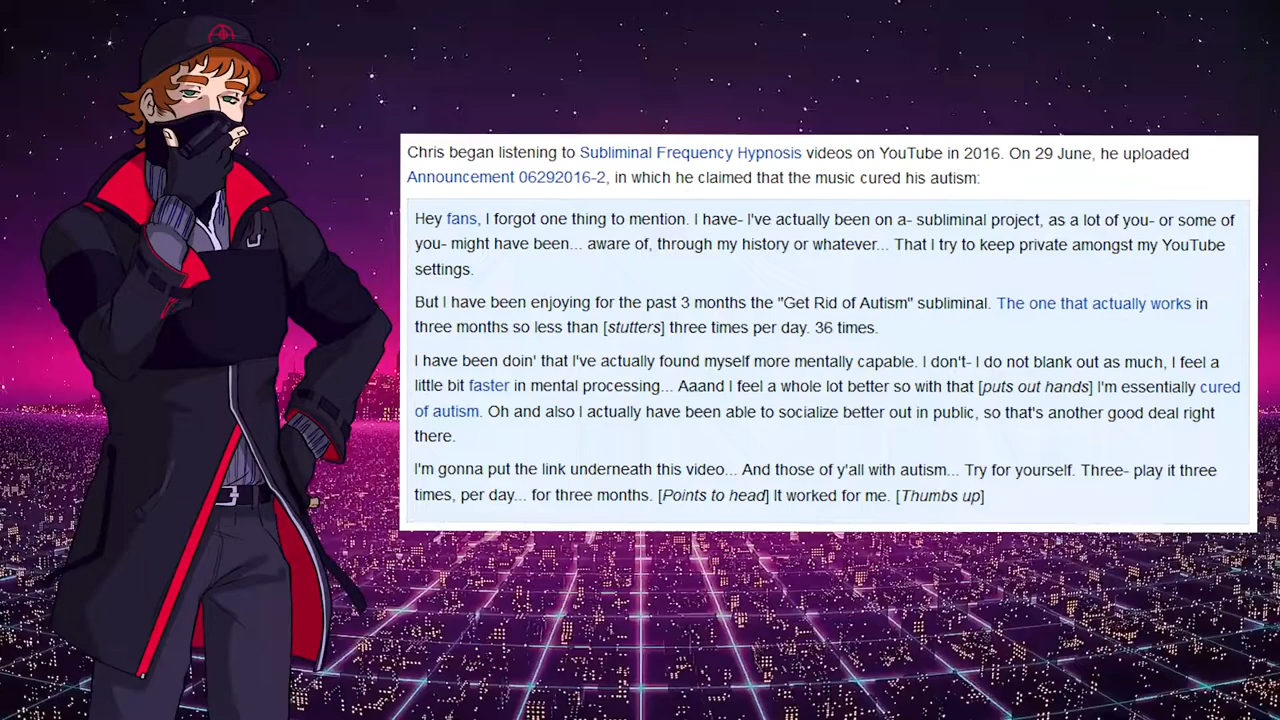 Chris began listening to Subliminal Frequency Hypnosis videos on YouTube in 2016. On 29 June, he uploaded
Announcement 06292016-2, in which he claimed that the music cured his autism:
Hey fans, I forgot one thing to mention. I have- I've actually been on a- subliminal project, as a lot of you- or some of
you- might have been... aware of, through my history or whatever... That I try to keep private amongst my YouTube
settings.
But I have been enjoying for the past 3 months the "Get Rid of Autism" subliminal. The one that actually works in
three months so less than [stutters] three times per day. 36 times.
I have been doin' that I've actually found myself more mentally capable. I don't- I do not blank out as much, I feel a
little bit faster in mental processing... Aaand I feel a whole lot better so with that [puts out hands] I'm essentially cured
of autism. Oh and also I actually have been able to socialize better out in public, so that's another good deal right
there.
I'm gonna put the link underneath this video... And those of y'all with autism... Try for yourself. Three- play it three
times, per day... for three months. [Points to head] It worked for me. [Thumbs up]